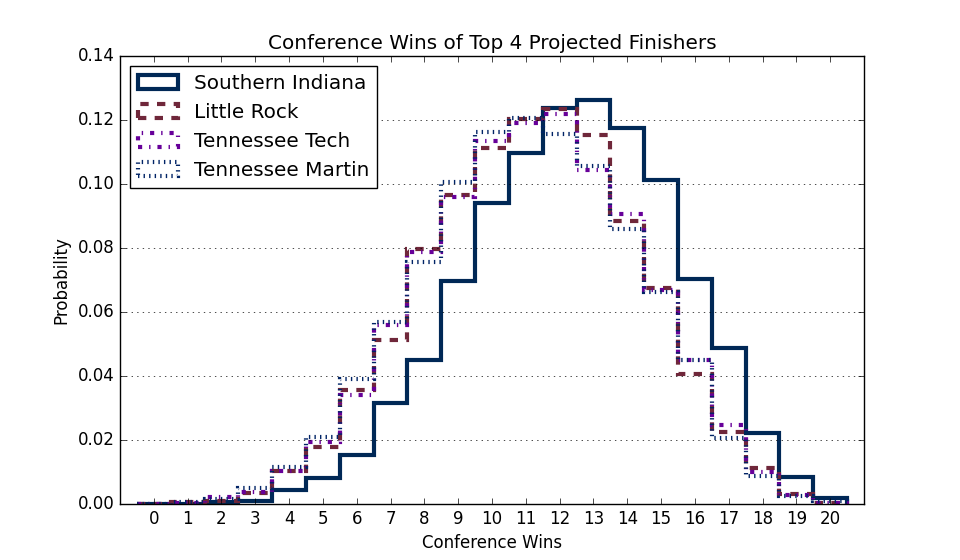 Conference Wins of Top 4 Projected Finishers
0.14
0.12
0.10
0.08
0.06
0.04
0.02
0.00
Probability
Southern Indiana
Little Rock
Tennessee Tech
Tennessee Martin
0 1 2 3 4 5 6 7 8 9 10 11 12 13 14 15 16 17 18 19 20
Conference Wins